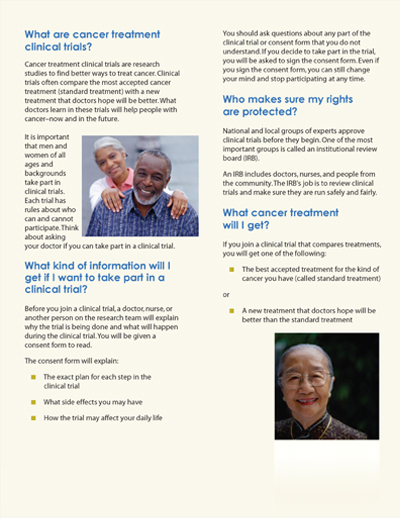 What are cancer treatment
clinical trials?
Cancer treatment clinical trials are research
studies to find better ways to treat cancer. Clinical
trials often compare the most accepted cancer
treatment (standard treatment) with a new
treatment that doctors hope will be better. What
doctors learn in these trials will help people with
cancer–now and in the future.
It is important
that men and
women of all
ages and
backgrounds
take part in
clinical trials.
Each trial has
rules about who
can and cannot
participate. Think
about asking
your doctor if you can take part in a clinical trial.
What kind of information will I
get if I want to take part in a
clinical trial?
Before you join a clinical trial, a doctor, nurse, or
another person on the research team will explain
why the trial is being done and what will happen
during the clinical trial. You will be given a
consent form to read.
The consent form will explain:
The exact plan for each step in the
clinical trial
What side effects you may have
How the trial may affect your daily life
You should ask questions about any part of the
clinical trial or consent form that you do not
understand. If you decide to take part in the trial,
you will be asked to sign the consent form. Even if
you sign the consent form, you can still change
your mind and stop participating at any time.
Who makes sure my rights
are protected?
National and local groups of experts approve
clinical trials before they begin. One of the most
important groups is called an institutional review
board (IRB).
An IRB includes doctors, nurses, and people from
the community. The IRB's job is to review clinical
trials and make sure they are run safely and fairly.
What cancer treatment
will I get?
If you join a clinical trial that compares treatments,
you will get one of the following:
The best accepted treatment for the kind of
cancer you have (called standard treatment)
or
A new treatment that doctors hope will be
better than the standard treatment